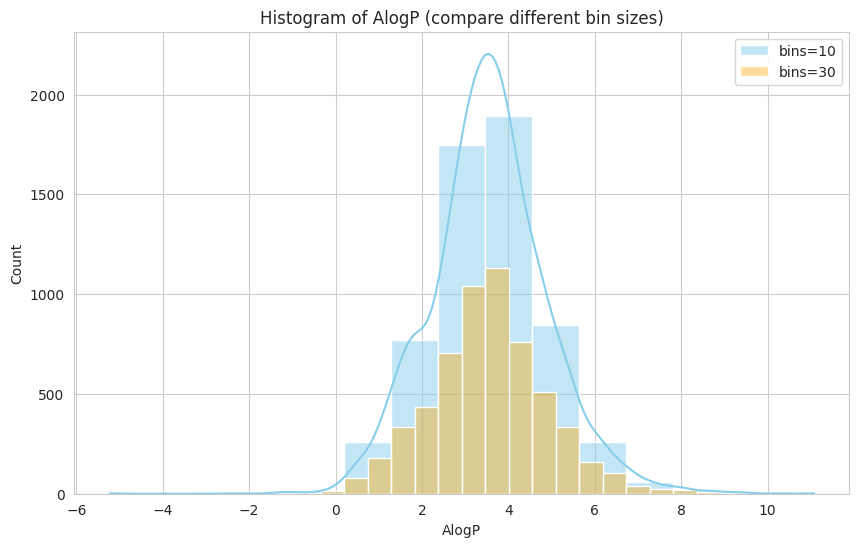 Histogram of AlogP (compare different bin sizes)
bins=10
bins=30
2000
1500
1000
500
0
Count
−6
−4
−2
0
2
4
6
8
10
AlogP